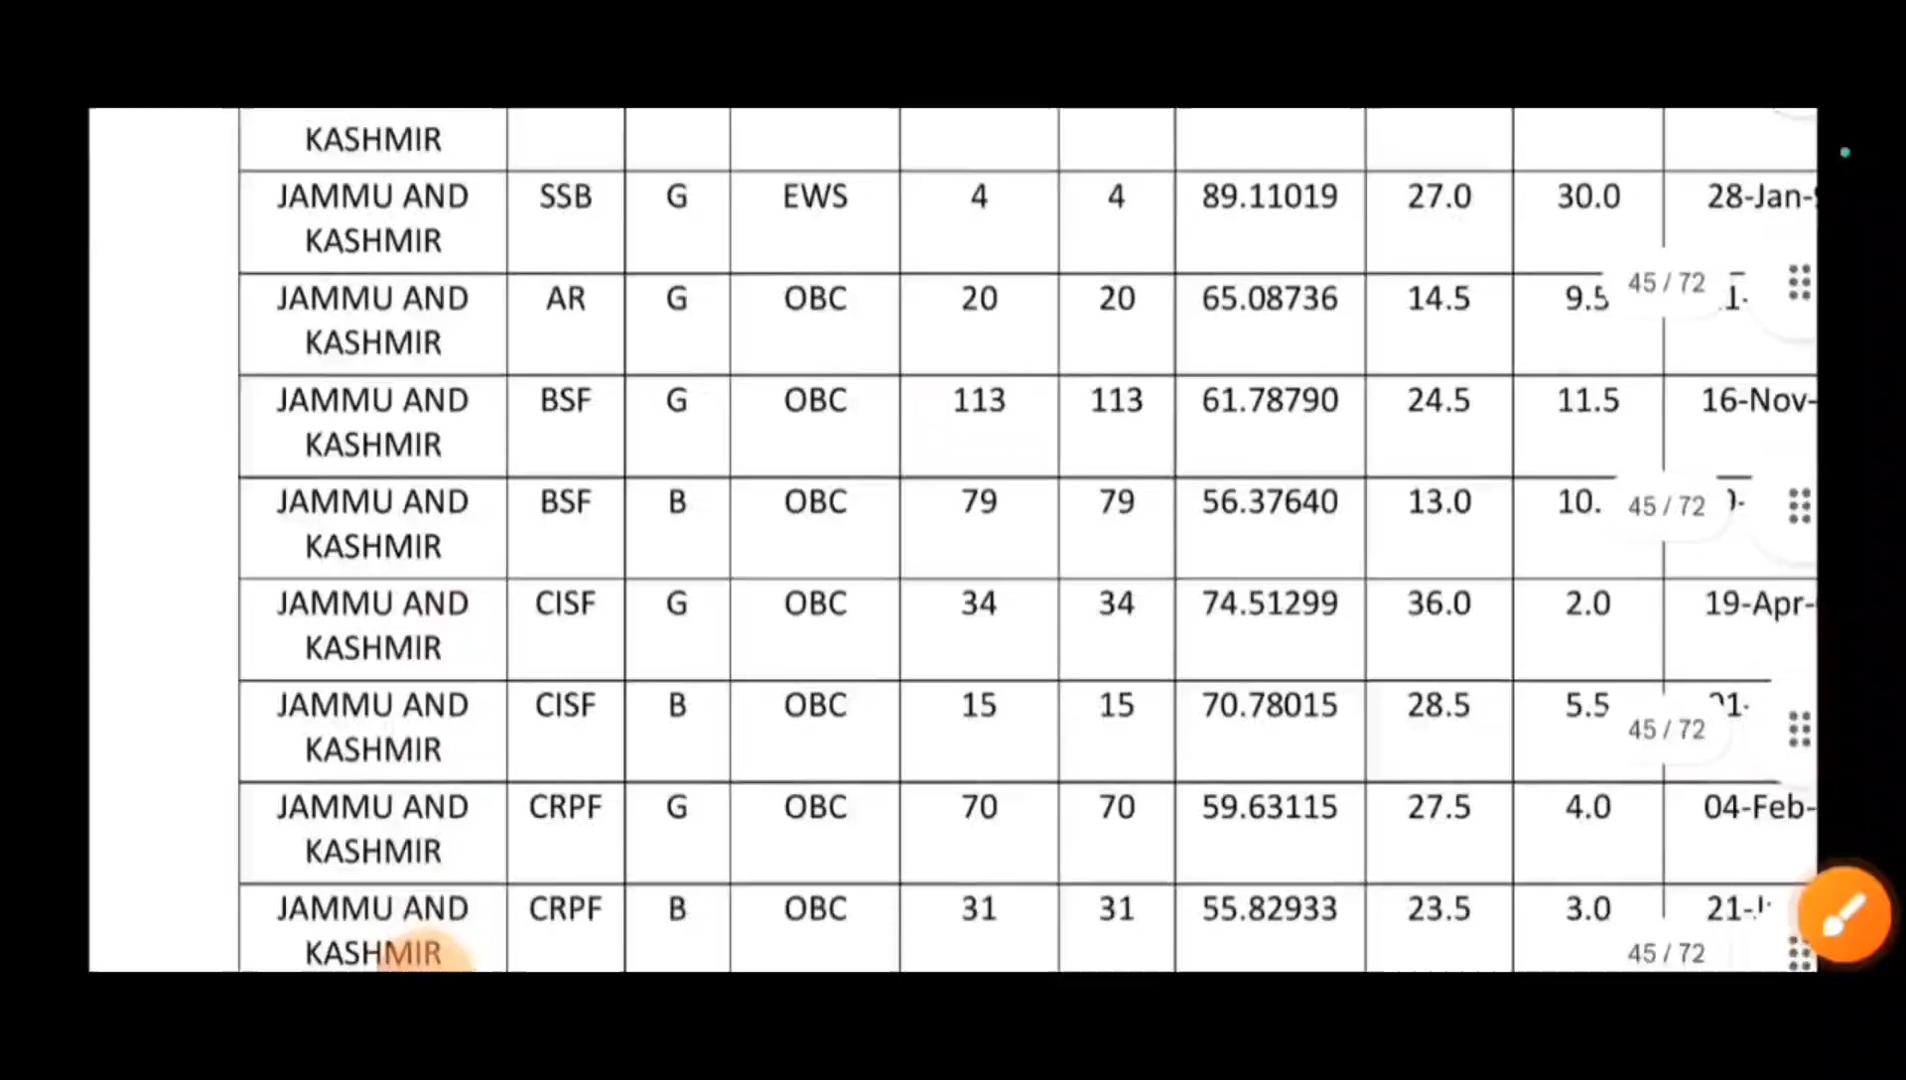 KASHMIR
JAMMU AND KASHMIR SSB G EWS 4 4 89.11019 27.0 30.0 28-Jan-
JAMMU AND KASHMIR AR G OBC 20 20 65.08736 14.5 9.5
45 / 72
JAMMU AND KASHMIR BSF G OBC 113 113 61.78790 24.5 11.5 16-Nov-
JAMMU AND KASHMIR BSF B OBC 79 79 56.37640 13.0 10.
45 / 72
JAMMU AND KASHMIR CISF G OBC 34 34 74.51299 36.0 2.0 19-Apr-
JAMMU AND KASHMIR CISF B OBC 15 15 70.78015 28.5 5.5
45 / 72
JAMMU AND KASHMIR CRPF G OBC 70 70 59.63115 27.5 4.0 04-Feb-
JAMMU AND KASHMIR CRPF B OBC 31 31 55.82933 23.5 3.0 21-
45 / 72